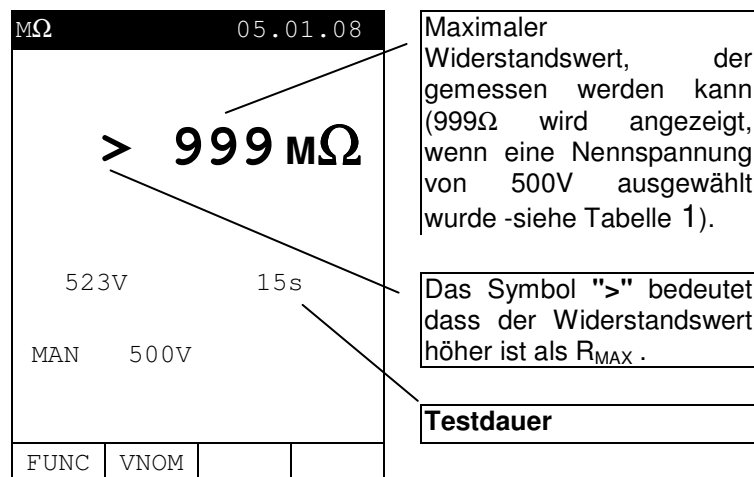 MΩ 05.01.08
> 999 MΩ
523V 15s
MAN 500V
FUNC VNOM
Maximaler
Widerstandswert, der
gemessen werden kann
(999Ω wird angezeigt,
wenn eine Nennspannung
von 500V ausgewählt
wurde -siehe Tabelle 1).
Das Symbol ">" bedeutet
dass der Widerstandswert
höher ist als RMAX .
Testdauer